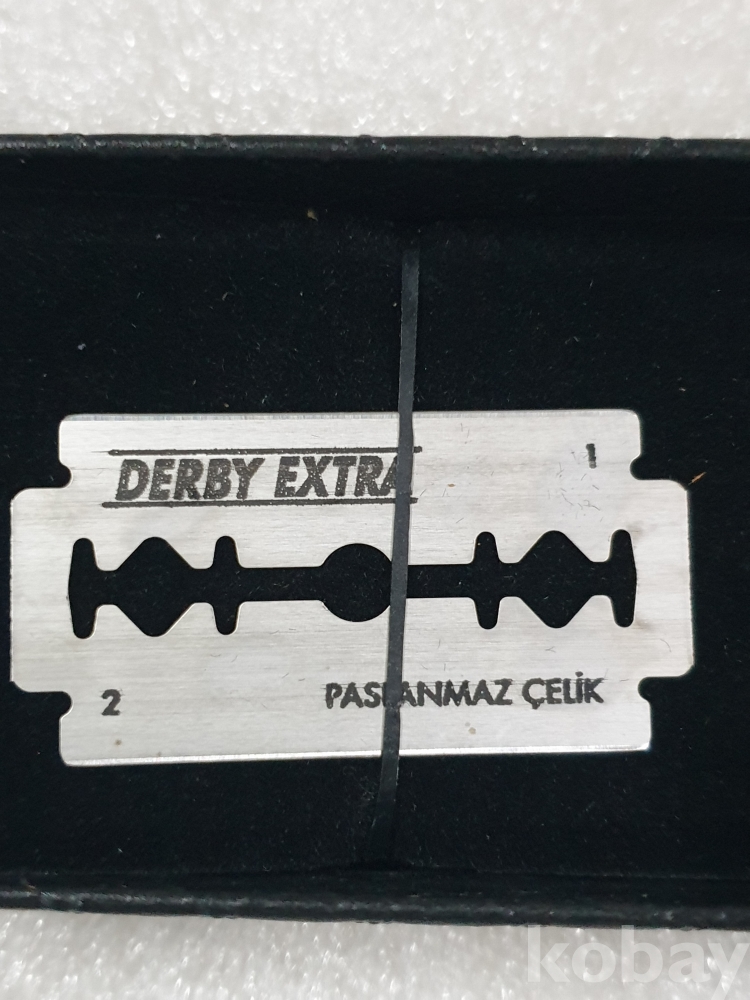 DERBY EXTRA
1
2
PASLANMAZ ÇELİK
kobay